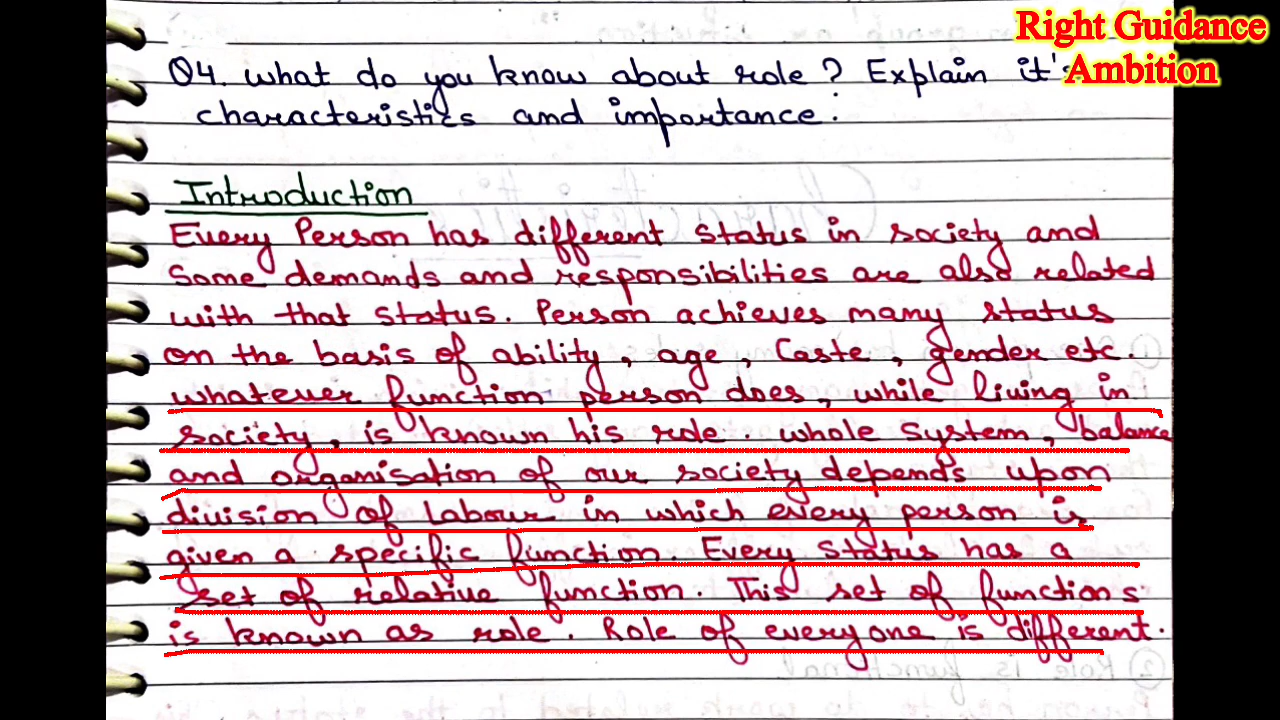 Right Guidance
Ambition
Q4. What do you know about role? Explain it's
characteristics and importance.
Introduction
Every Person has different status in society and
Some demands and responsibilities are also related
with that status. Person achieves many status
on the basis of ability, age, Caste, gender etc.
whatever function person does, while living in
society, is known his role. Whole System, balance
and organisation of our society depends upon
division of labour in which every person is
given a specific function. Every status has a
set of relative function. This set of functions
is known as role. Role of everyone is different.
② Role is functional